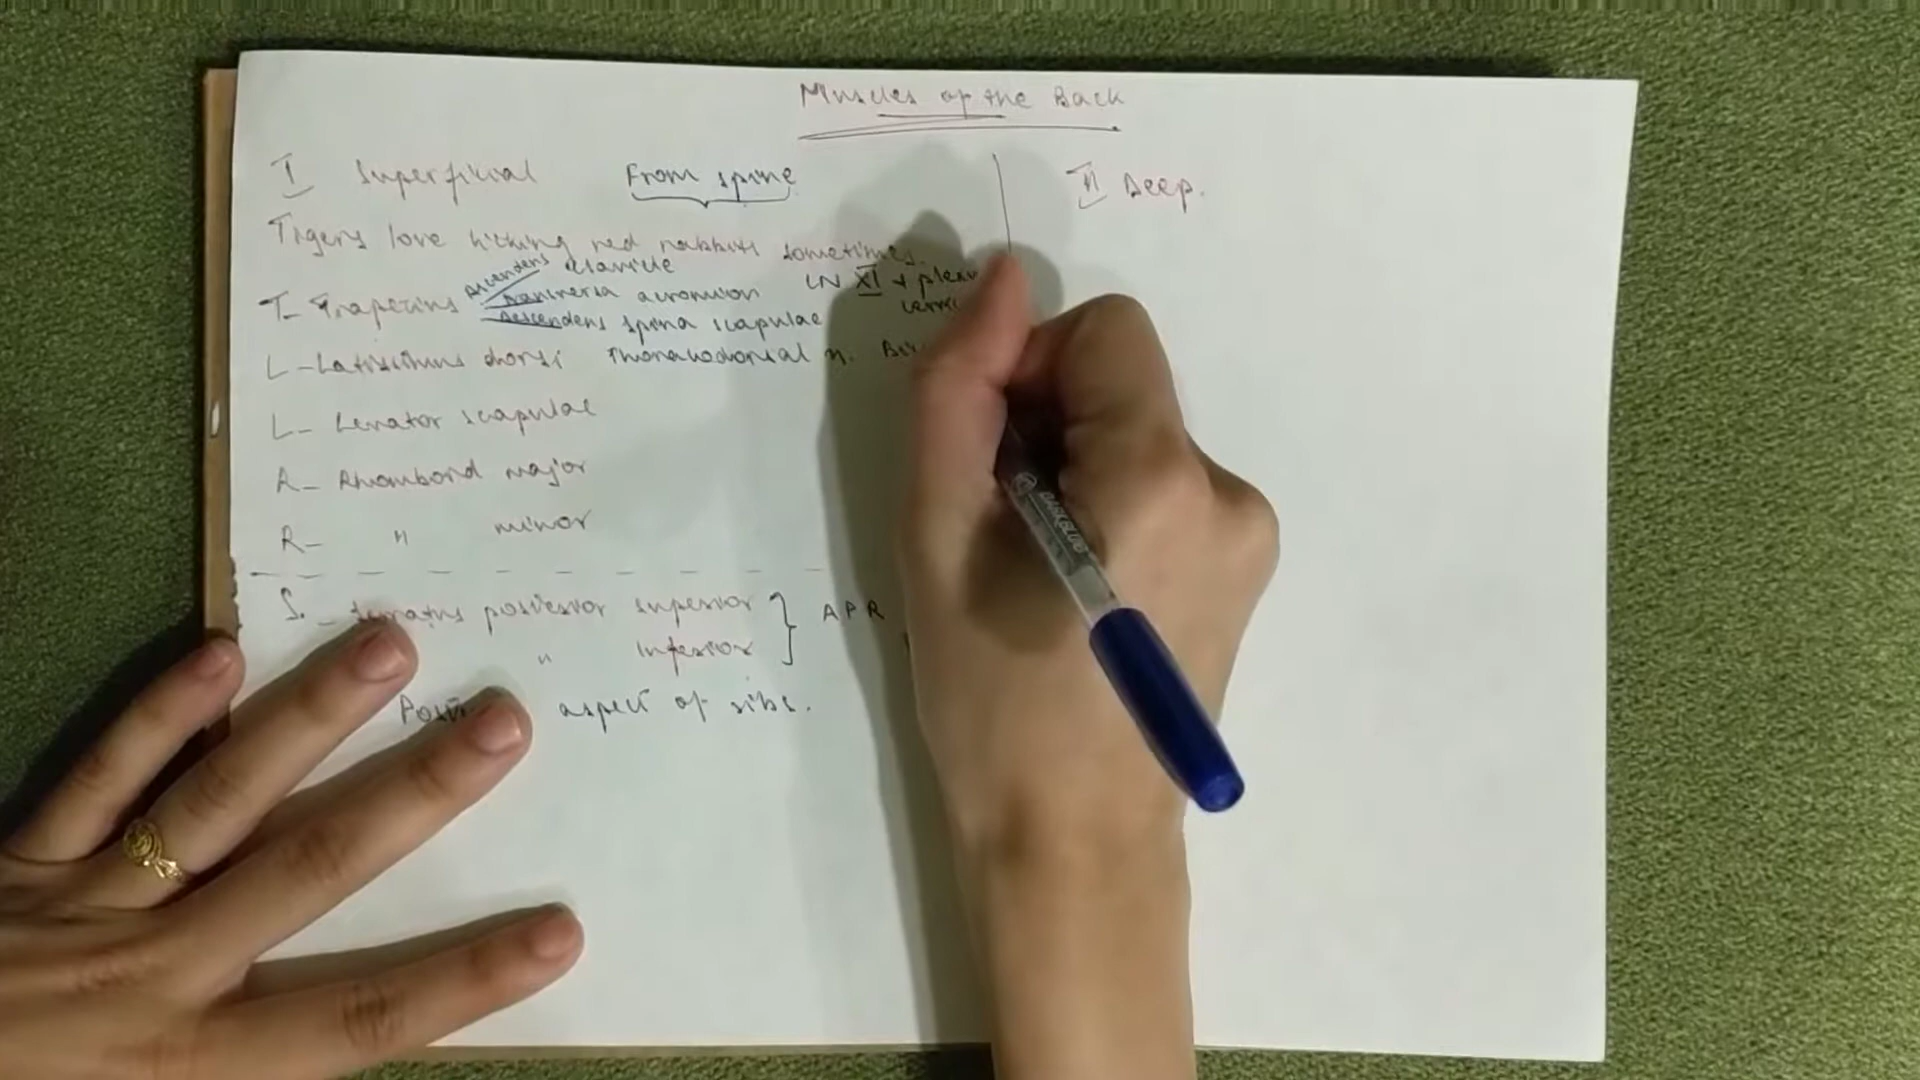 Muscles of the Back
I Superficial From spine
II Deep.
Tigers love kicking red rabbits sometimes.
Ascendens clavicle
T- Trapezius Transversa acromion CN XI +
Descendens spina scapulae
L - Latissimus dorsi Thoracodorsal n.
L- Levator scapulae
R- Rhomboid major
R- " minor
S. - Serratus posterior superior } APR
" Inferior
aspect of ribs.